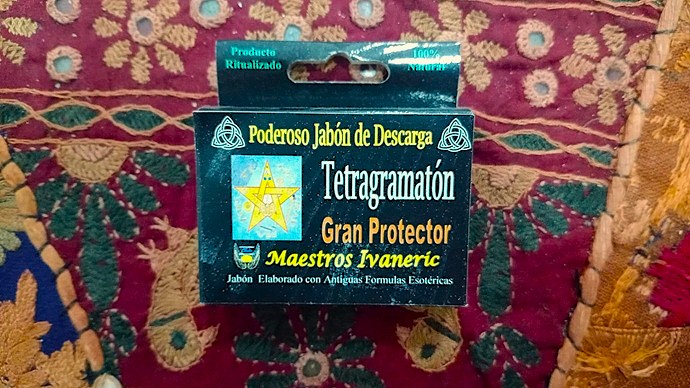 Producto
Ritualizado
100%
Natural
Poderoso Jabón de Descarga
Tetragramatón
Gran Protector
Maestros Ivaneric
Jabón Elaborado con Antiguas Formulas Esotéricas